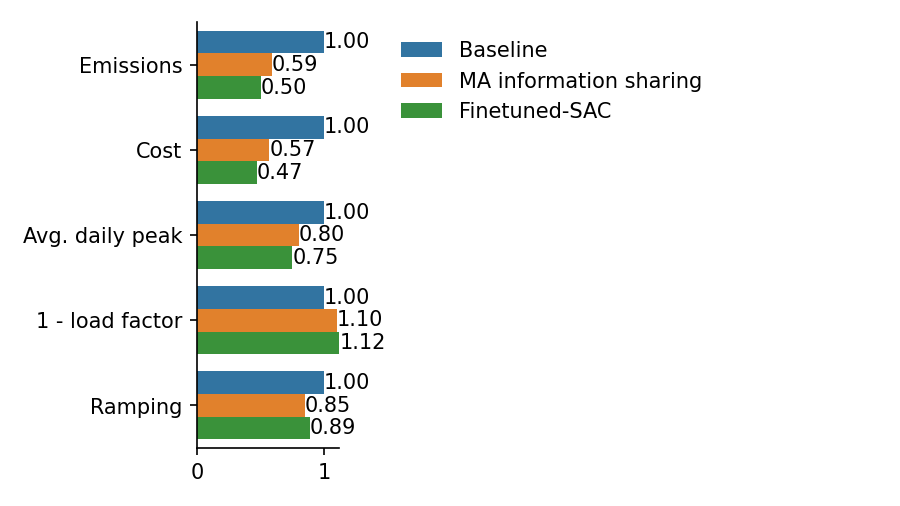 Emissions
1.00
0.59
0.50
Cost
1.00
0.57
0.47
Avg. daily peak
1.00
0.80
0.75
1 - load factor
1.00
1.10
1.12
Ramping
1.00
0.85
0.89
0
1
Baseline
MA information sharing
Finetuned-SAC